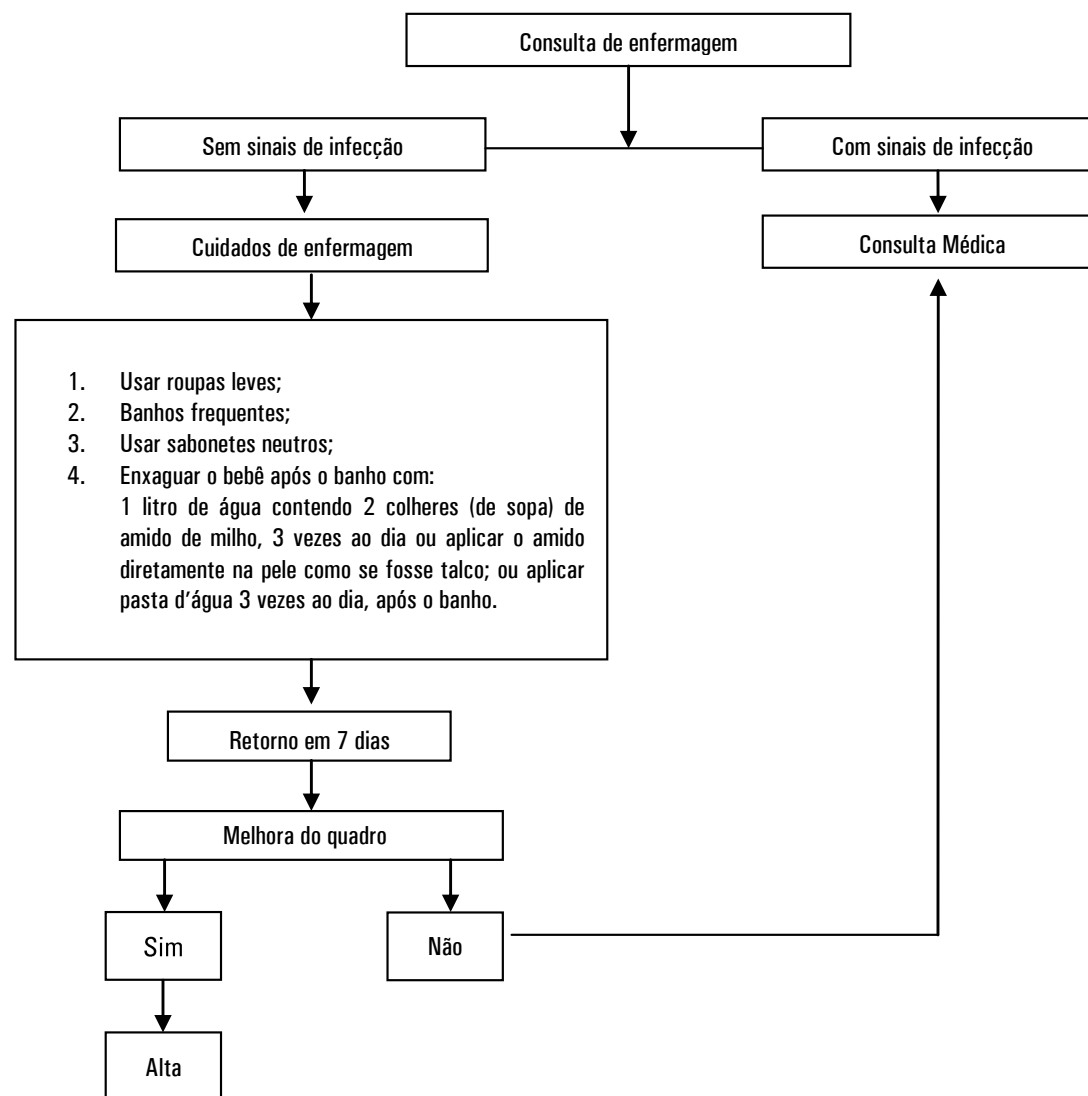 Consulta de enfermagem
Sem sinais de infecção
Com sinais de infecção
Cuidados de enfermagem
Consulta Médica
1. Usar roupas leves;
2. Banhos frequentes;
3. Usar sabonetes neutros;
4. Enxaguar o bebê após o banho com:
1 litro de água contendo 2 colheres (de sopa) de
amido de milho, 3 vezes ao dia ou aplicar o amido
diretamente na pele como se fosse talco; ou aplicar
pasta d'água 3 vezes ao dia, após o banho.
Retorno em 7 dias
Melhora do quadro
Sim
Não
Alta